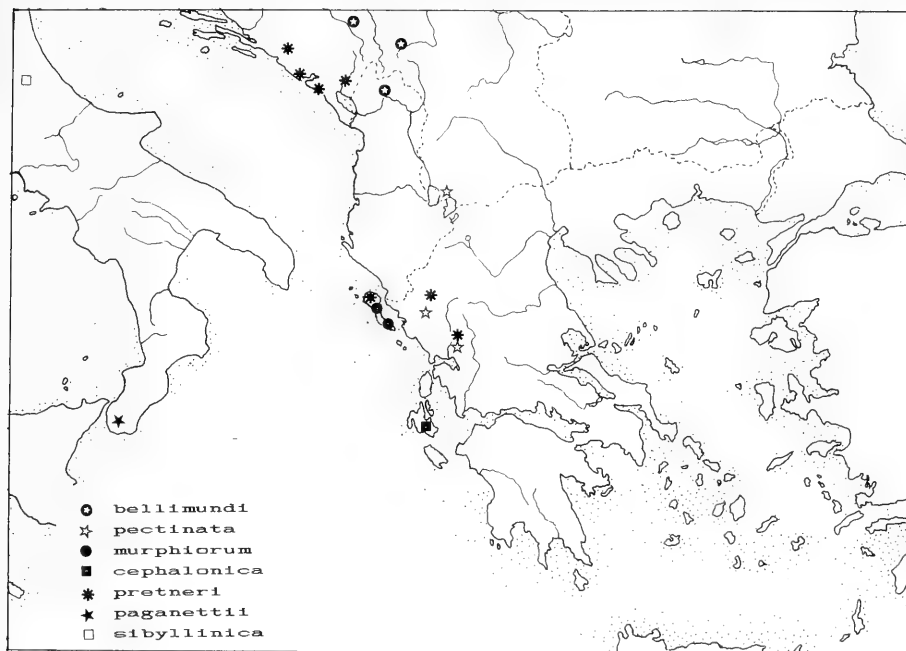 bellimundi
pectinata
murphiorum
cephalonica
pretneri
paganettii
sibyllinica